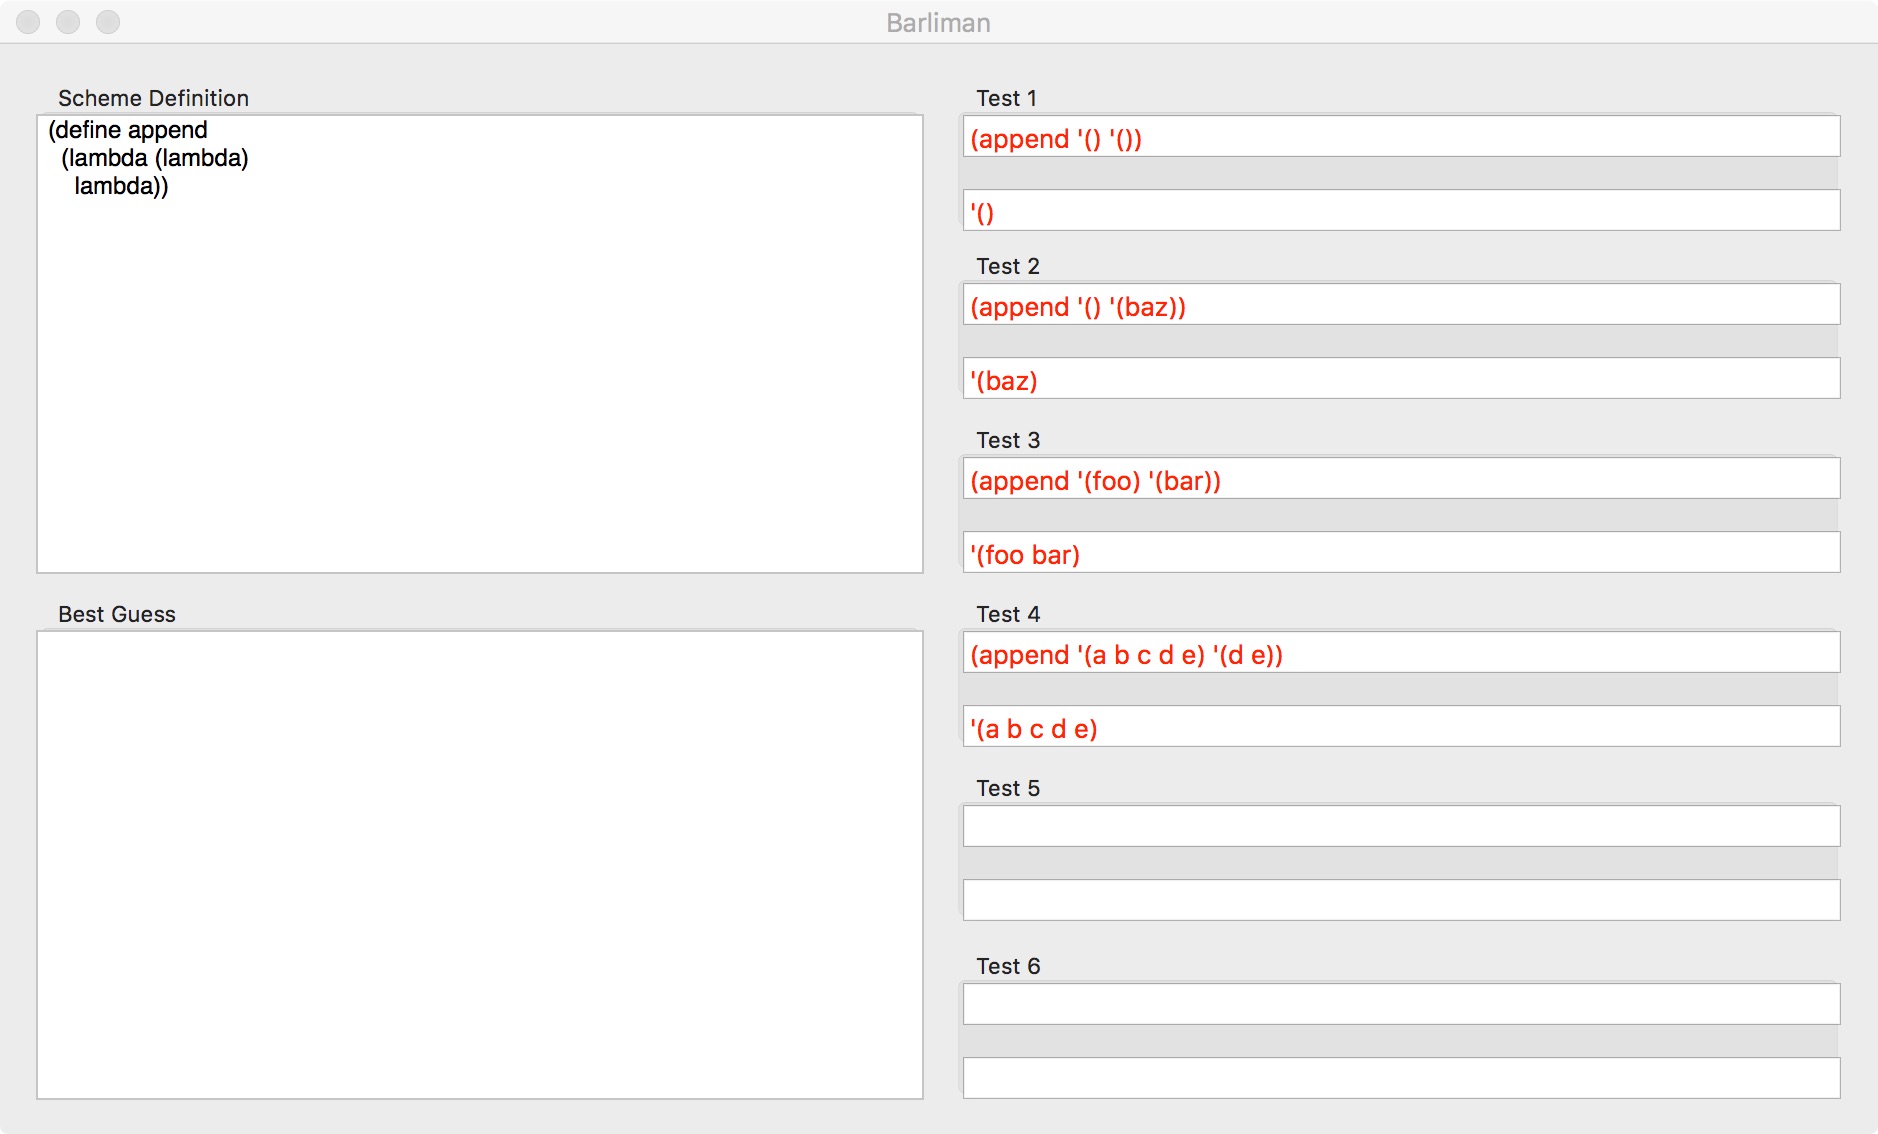 Barliman
Scheme Definition
(define append
(lambda (lambda)
lambda))
Best Guess
Test 1
(append '() '())
'()
Test 2
(append '() '(baz))
'(baz)
Test 3
(append '(foo) '(bar))
'(foo bar)
Test 4
(append '(a b c d e) '(d e))
'(a b c d e)
Test 5
Test 6